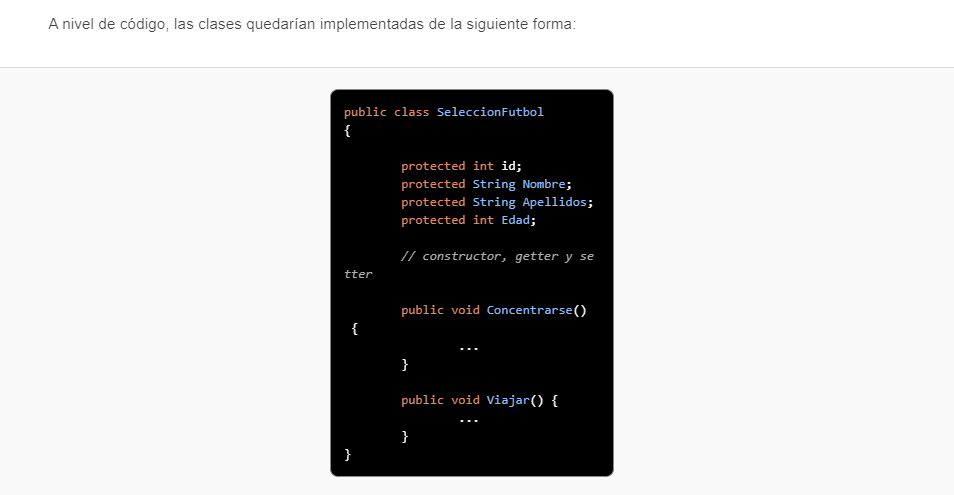 A nivel de código, las clases quedarían implementadas de la siguiente forma:
public class SeleccionFutbol
{
protected int id;
protected String Nombre;
protected String Apellidos;
protected int Edad;
// constructor, getter y se
tter
public void Concentrarse()
{
...
}
public void Viajar() {
...
}
}